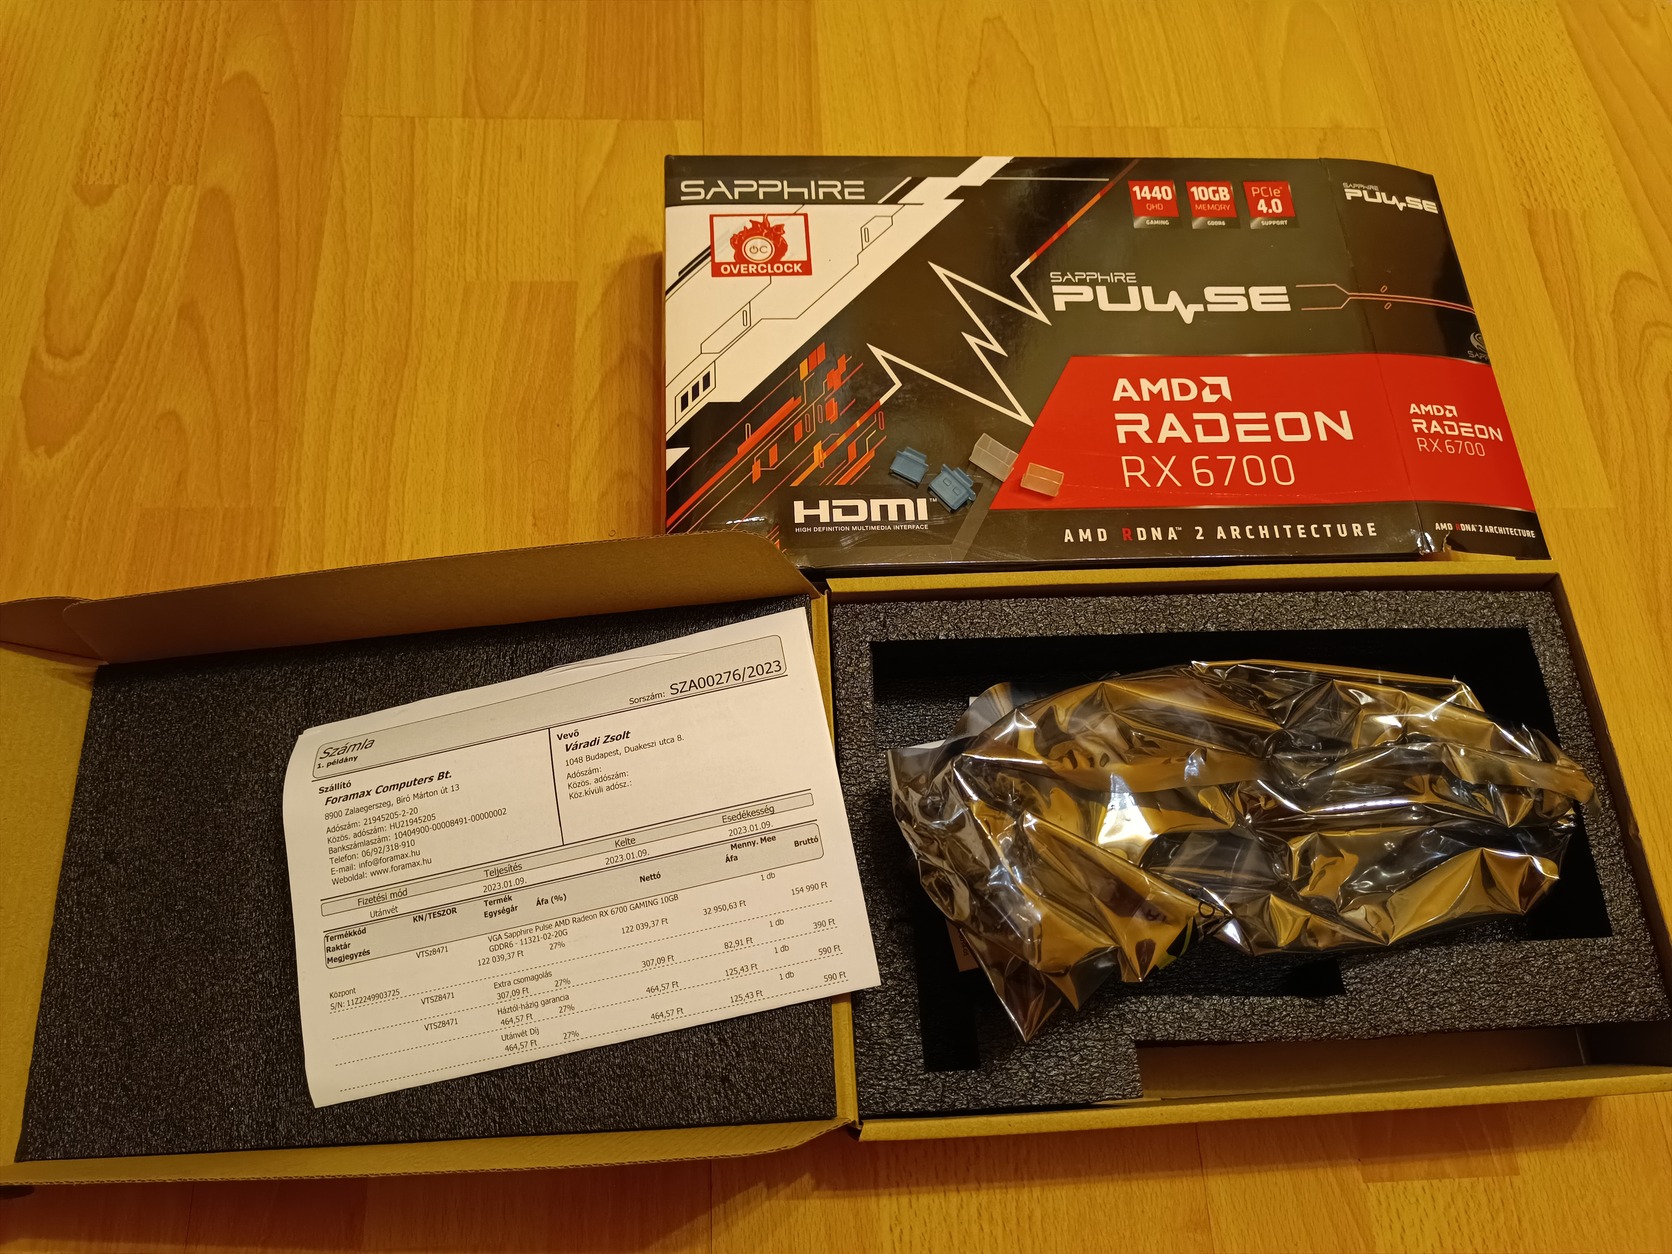 SAPPHIRE
OC
OVERCLOCK
1440
QHD
GAMING
10GB
MEMORY
GDDR6
PCIe
4.0
SUPPORT
SAPPHIRE
PULSE
SAPPHIRE
PULSE
AMD
RADEON
RX 6700
AMD
RADEON
RX 6700
HDMI™
HIGH DEFINITION MULTIMEDIA INTERFACE
AMD RDNA™ 2 ARCHITECTURE
AMD RDNA™ 2 ARCHITECTURE
Számla
1. példány
Sorszám: SZA00276/2023
Szállító
Foramax Computers Bt.
8900 Zalaegerszeg, Bíró Márton út 13
Adószám: 21945205-2-20
Közös. adószám: HU21945205
Bankszámlaszám: 10404900-00008491-00000002
Telefon: 06/92/318-910
E-mail: info@foramax.hu
Weboldal: www.foramax.hu
Vevő
Váradi Zsolt
1048 Budapest, Duakeszi utca 8.
Adószám:
Közös. adószám:
Köz.kívüli adósz.:
Fizetési mód Teljesítés Kelte Esedékesség
Utánvét 2023.01.09. 2023.01.09. 2023.01.09.
Termékkód KN/TESZOR Termék Nettó Menny. Mee Bruttó
Raktár Egységár Áfa (%) Áfa
Megjegyzés
VTSz8471 VGA Sapphire Pulse AMD Radeon RX 6700 GAMING 10GB 1 db 154 990 Ft
GDDR6 - 11321-02-20G 122 039,37 Ft 32 950,63 Ft
Központ 122 039,37 Ft 27%
S/N: 11Z2249903725
VTSZ8471 Extra csomagolás 307,09 Ft 82,91 Ft 1 db 390 Ft
307,09 Ft 27%
VTSZ8471 Háztól-házig garancia 464,57 Ft 125,43 Ft 1 db 590 Ft
464,57 Ft 27%
Utánvét Díj 464,57 Ft 125,43 Ft 1 db 590 Ft
464,57 Ft 27%